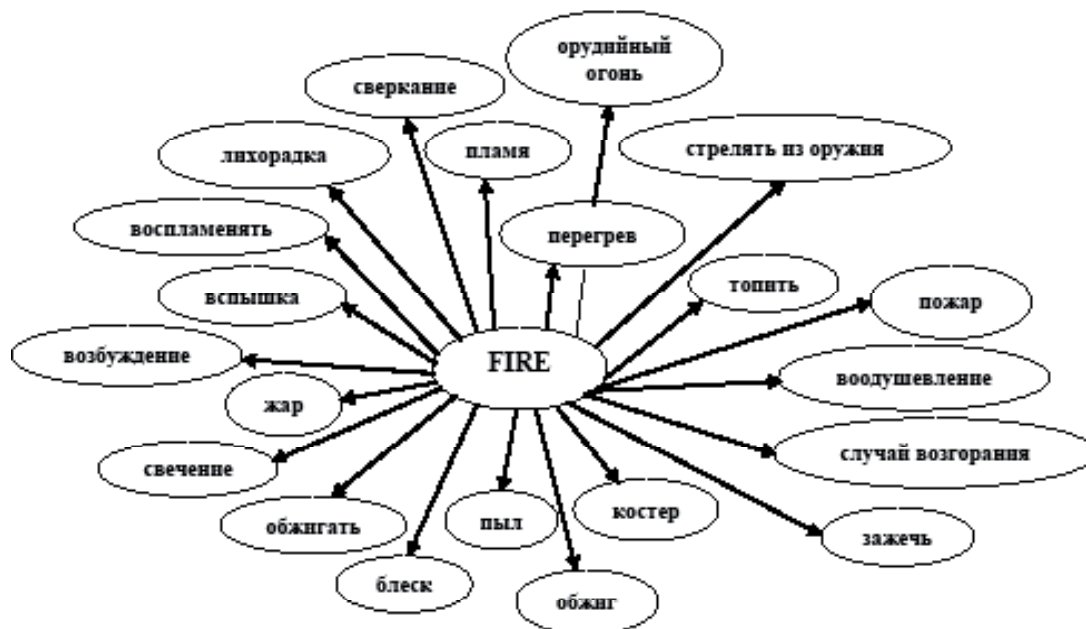 орудийный
огонь
сверкание
пламя
стрелять из оружия
лихорадка
воспламенять
перегрев
вспышка
топить
пожар
возбуждение
FIRE
воодушевление
жар
случай возгорания
свечение
обжигать
пыл
костер
зажечь
блеск
обжиг